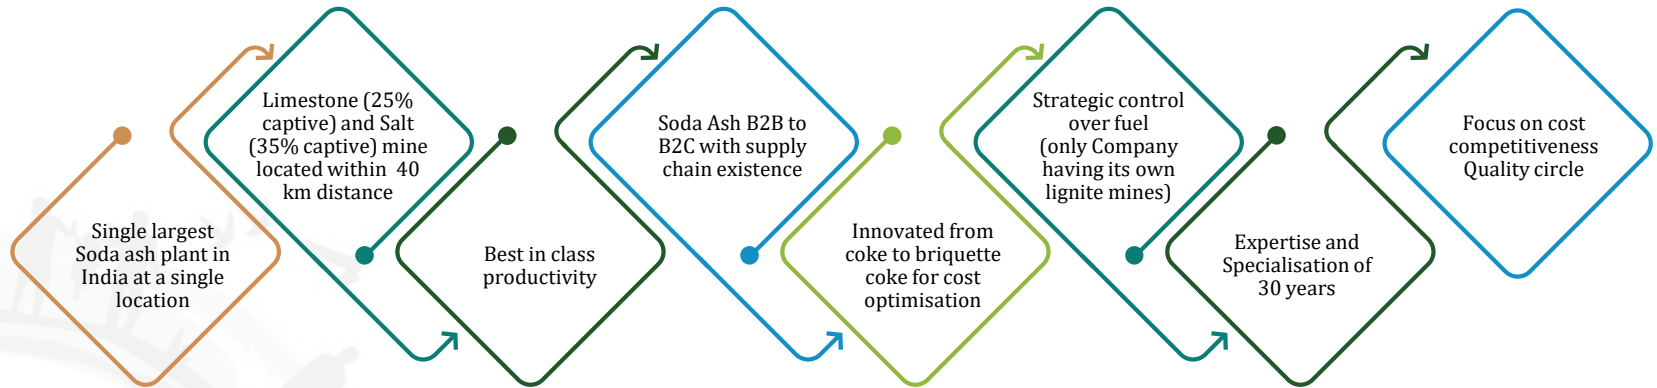 Single largest
Soda ash plant in
India at a single
location
Limestone (25%
captive) and Salt
(35% captive) mine
located within 40
km distance
Best in class
productivity
Soda Ash B2B to
B2C with supply
chain existence
Innovated from
coke to briquette
coke for cost
optimisation
Strategic control
over fuel
(only Company
having its own
lignite mines)
Expertise and
Specialisation of
30 years
Focus on cost
competitiveness
Quality circle